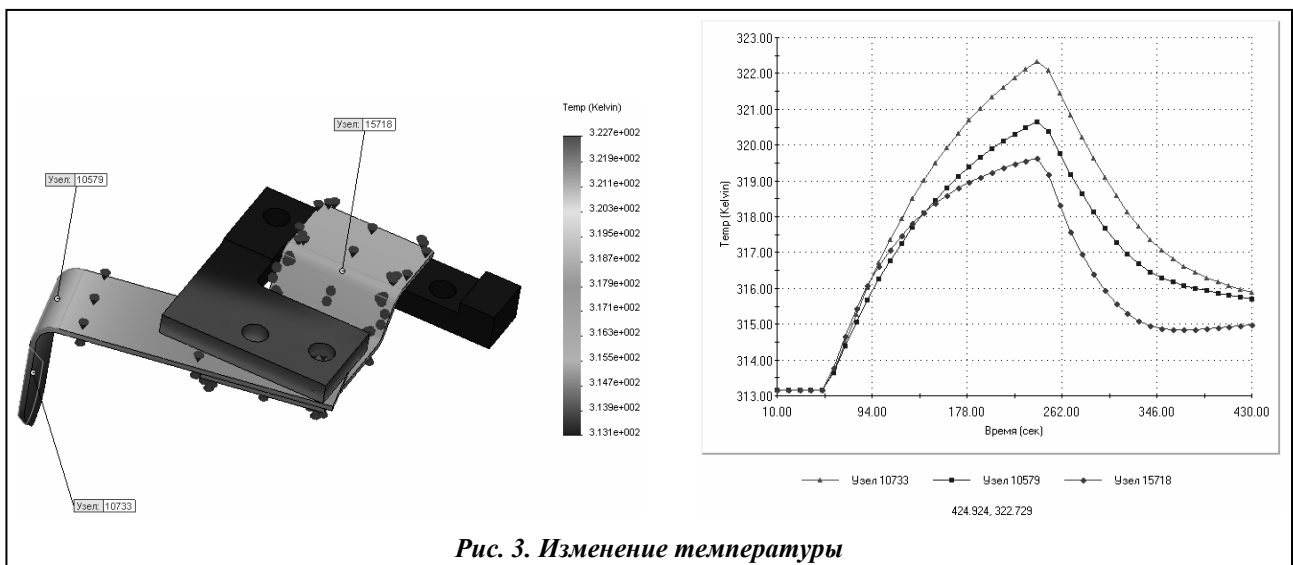 Узел: 15718
Узел: 10579
Узел: 10733
Temp (Kelvin)
3.227e+002
3.219e+002
3.211e+002
3.203e+002
3.195e+002
3.187e+002
3.179e+002
3.171e+002
3.163e+002
3.155e+002
3.147e+002
3.139e+002
3.131e+002
323.00
322.00
321.00
320.00
319.00
318.00
317.00
316.00
315.00
314.00
313.00
Temp (Kelvin)
10.00 94.00 178.00 262.00 346.00 430.00
Время (сек)
Узел 10733 Узел 10579 Узел 15718
424.924, 322.729
Рис. 3. Изменение температуры